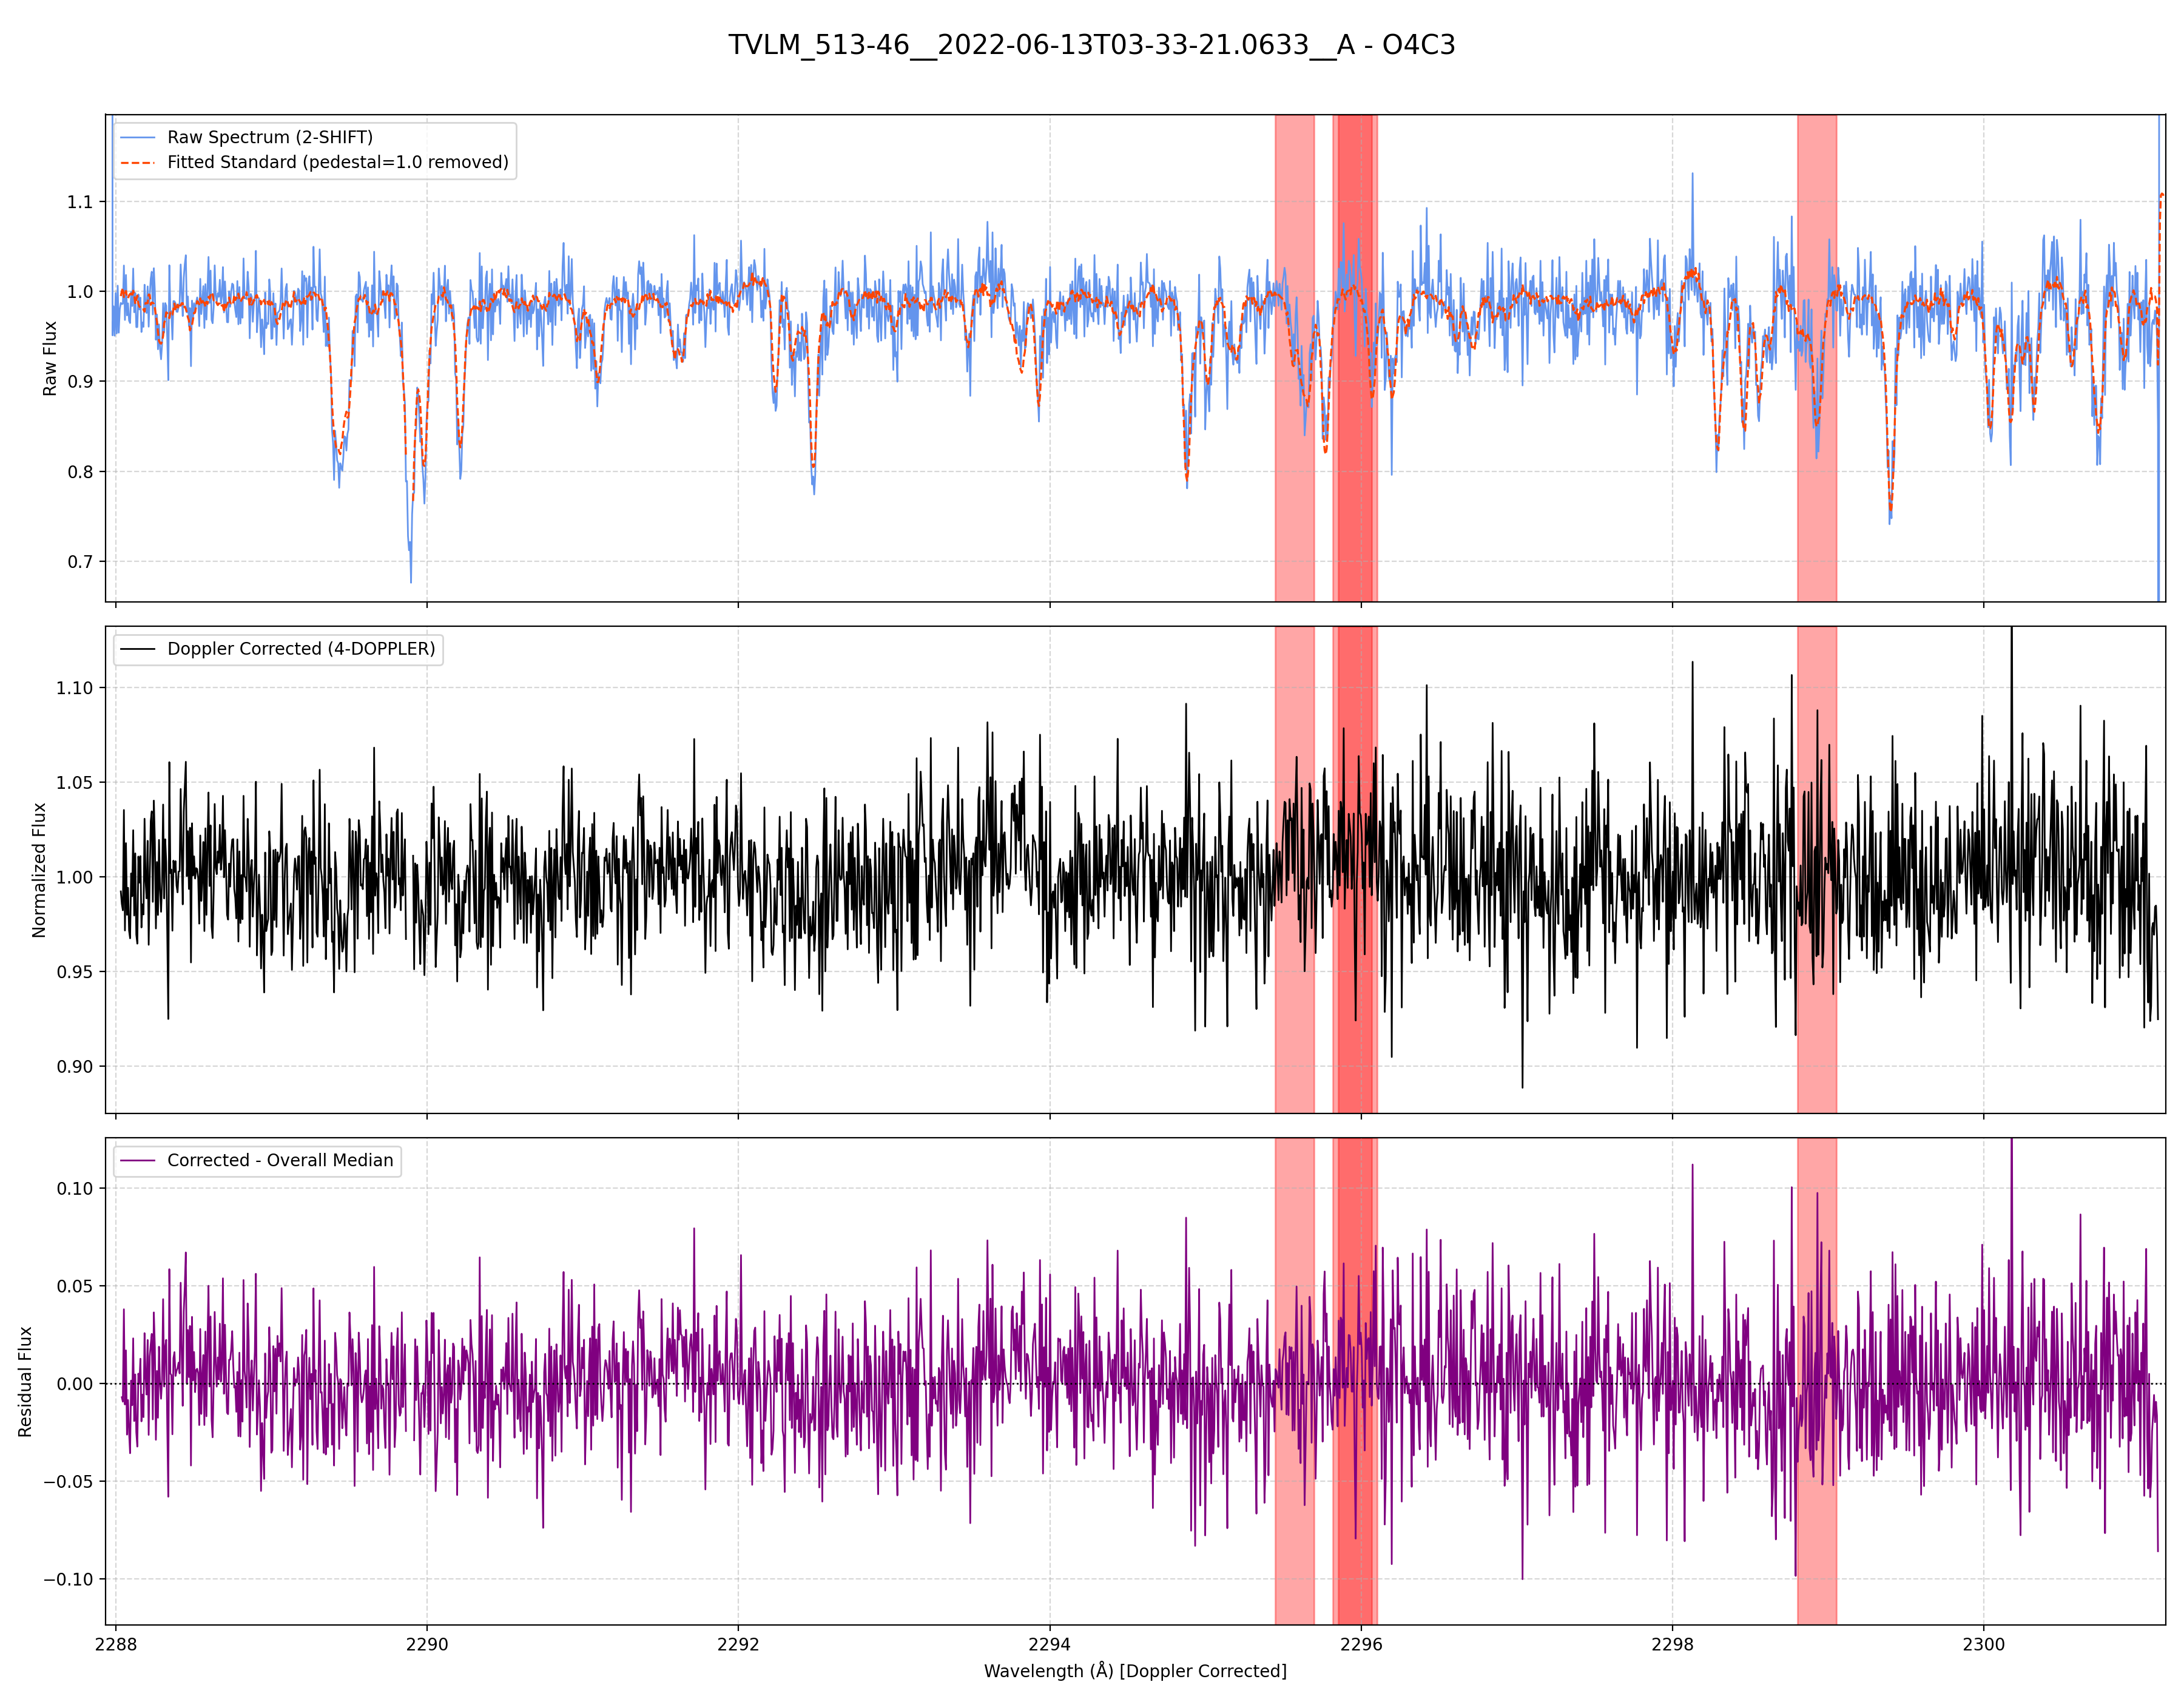 TVLM_513-46__2022-06-13T03-33-21.0633__A - O4C3
Raw Spectrum (2-SHIFT)
Fitted Standard (pedestal=1.0 removed)
Raw Flux
1.1
1.0
0.9
0.8
0.7
Doppler Corrected (4-DOPPLER)
Normalized Flux
1.10
1.05
1.00
0.95
0.90
Corrected - Overall Median
Residual Flux
0.10
0.05
0.00
−0.05
−0.10
2288 2290 2292 2294 2296 2298 2300
Wavelength (Å) [Doppler Corrected]